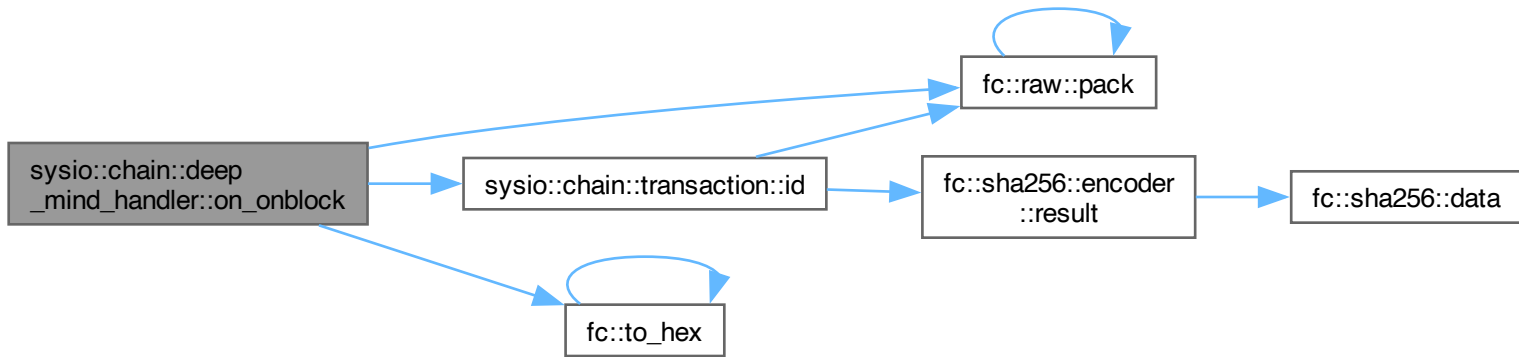 sysio::chain::deep
_mind_handler::on_onblock
fc::raw::pack
sysio::chain::transaction::id
fc::sha256::encoder
::result
fc::sha256::data
fc::to_hex